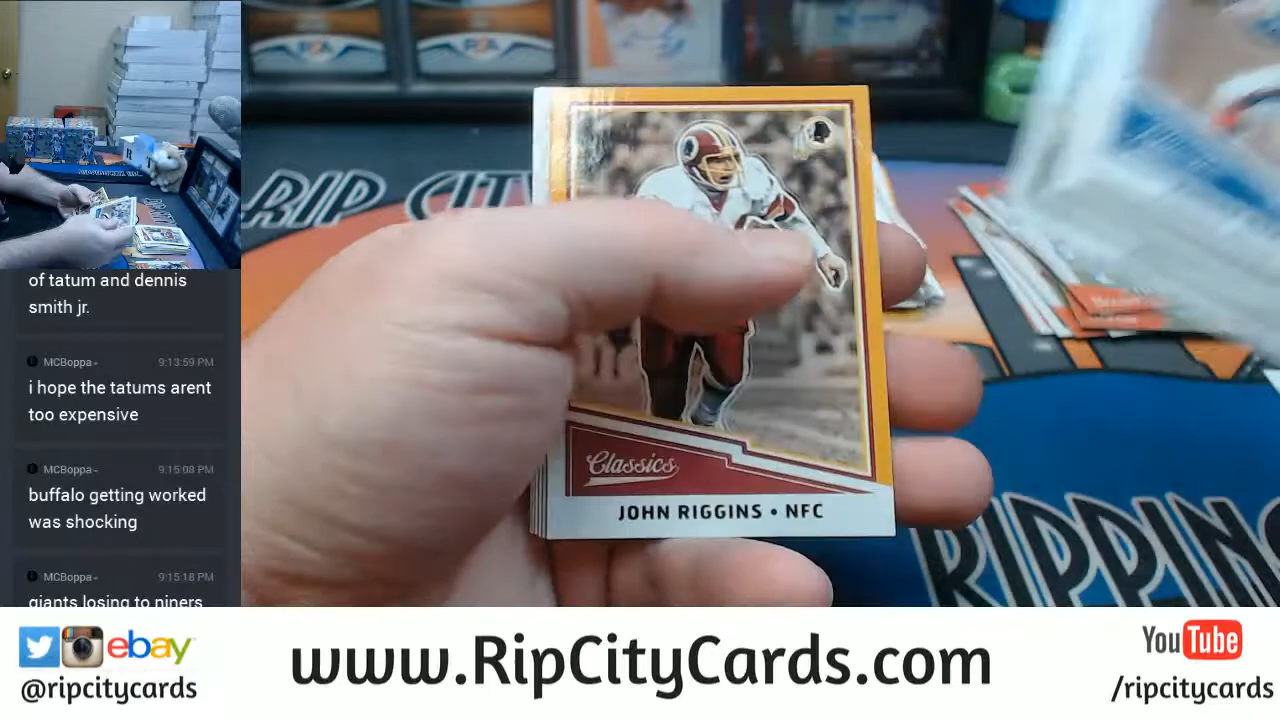 of tatum and dennis
smith jr.
MCBoppa- 9:13:59 PM
i hope the tatums arent
too expensive
MCBoppa- 9:15:08 PM
buffalo getting worked
was shocking
MCBoppa- 9:15:18 PM
giants losing to niners
RIP CITY
Classics
JOHN RIGGINS • NFC
RIPPING
ebay
@ripcitycards
www.RipCityCards.com
YouTube
/ripcitycards